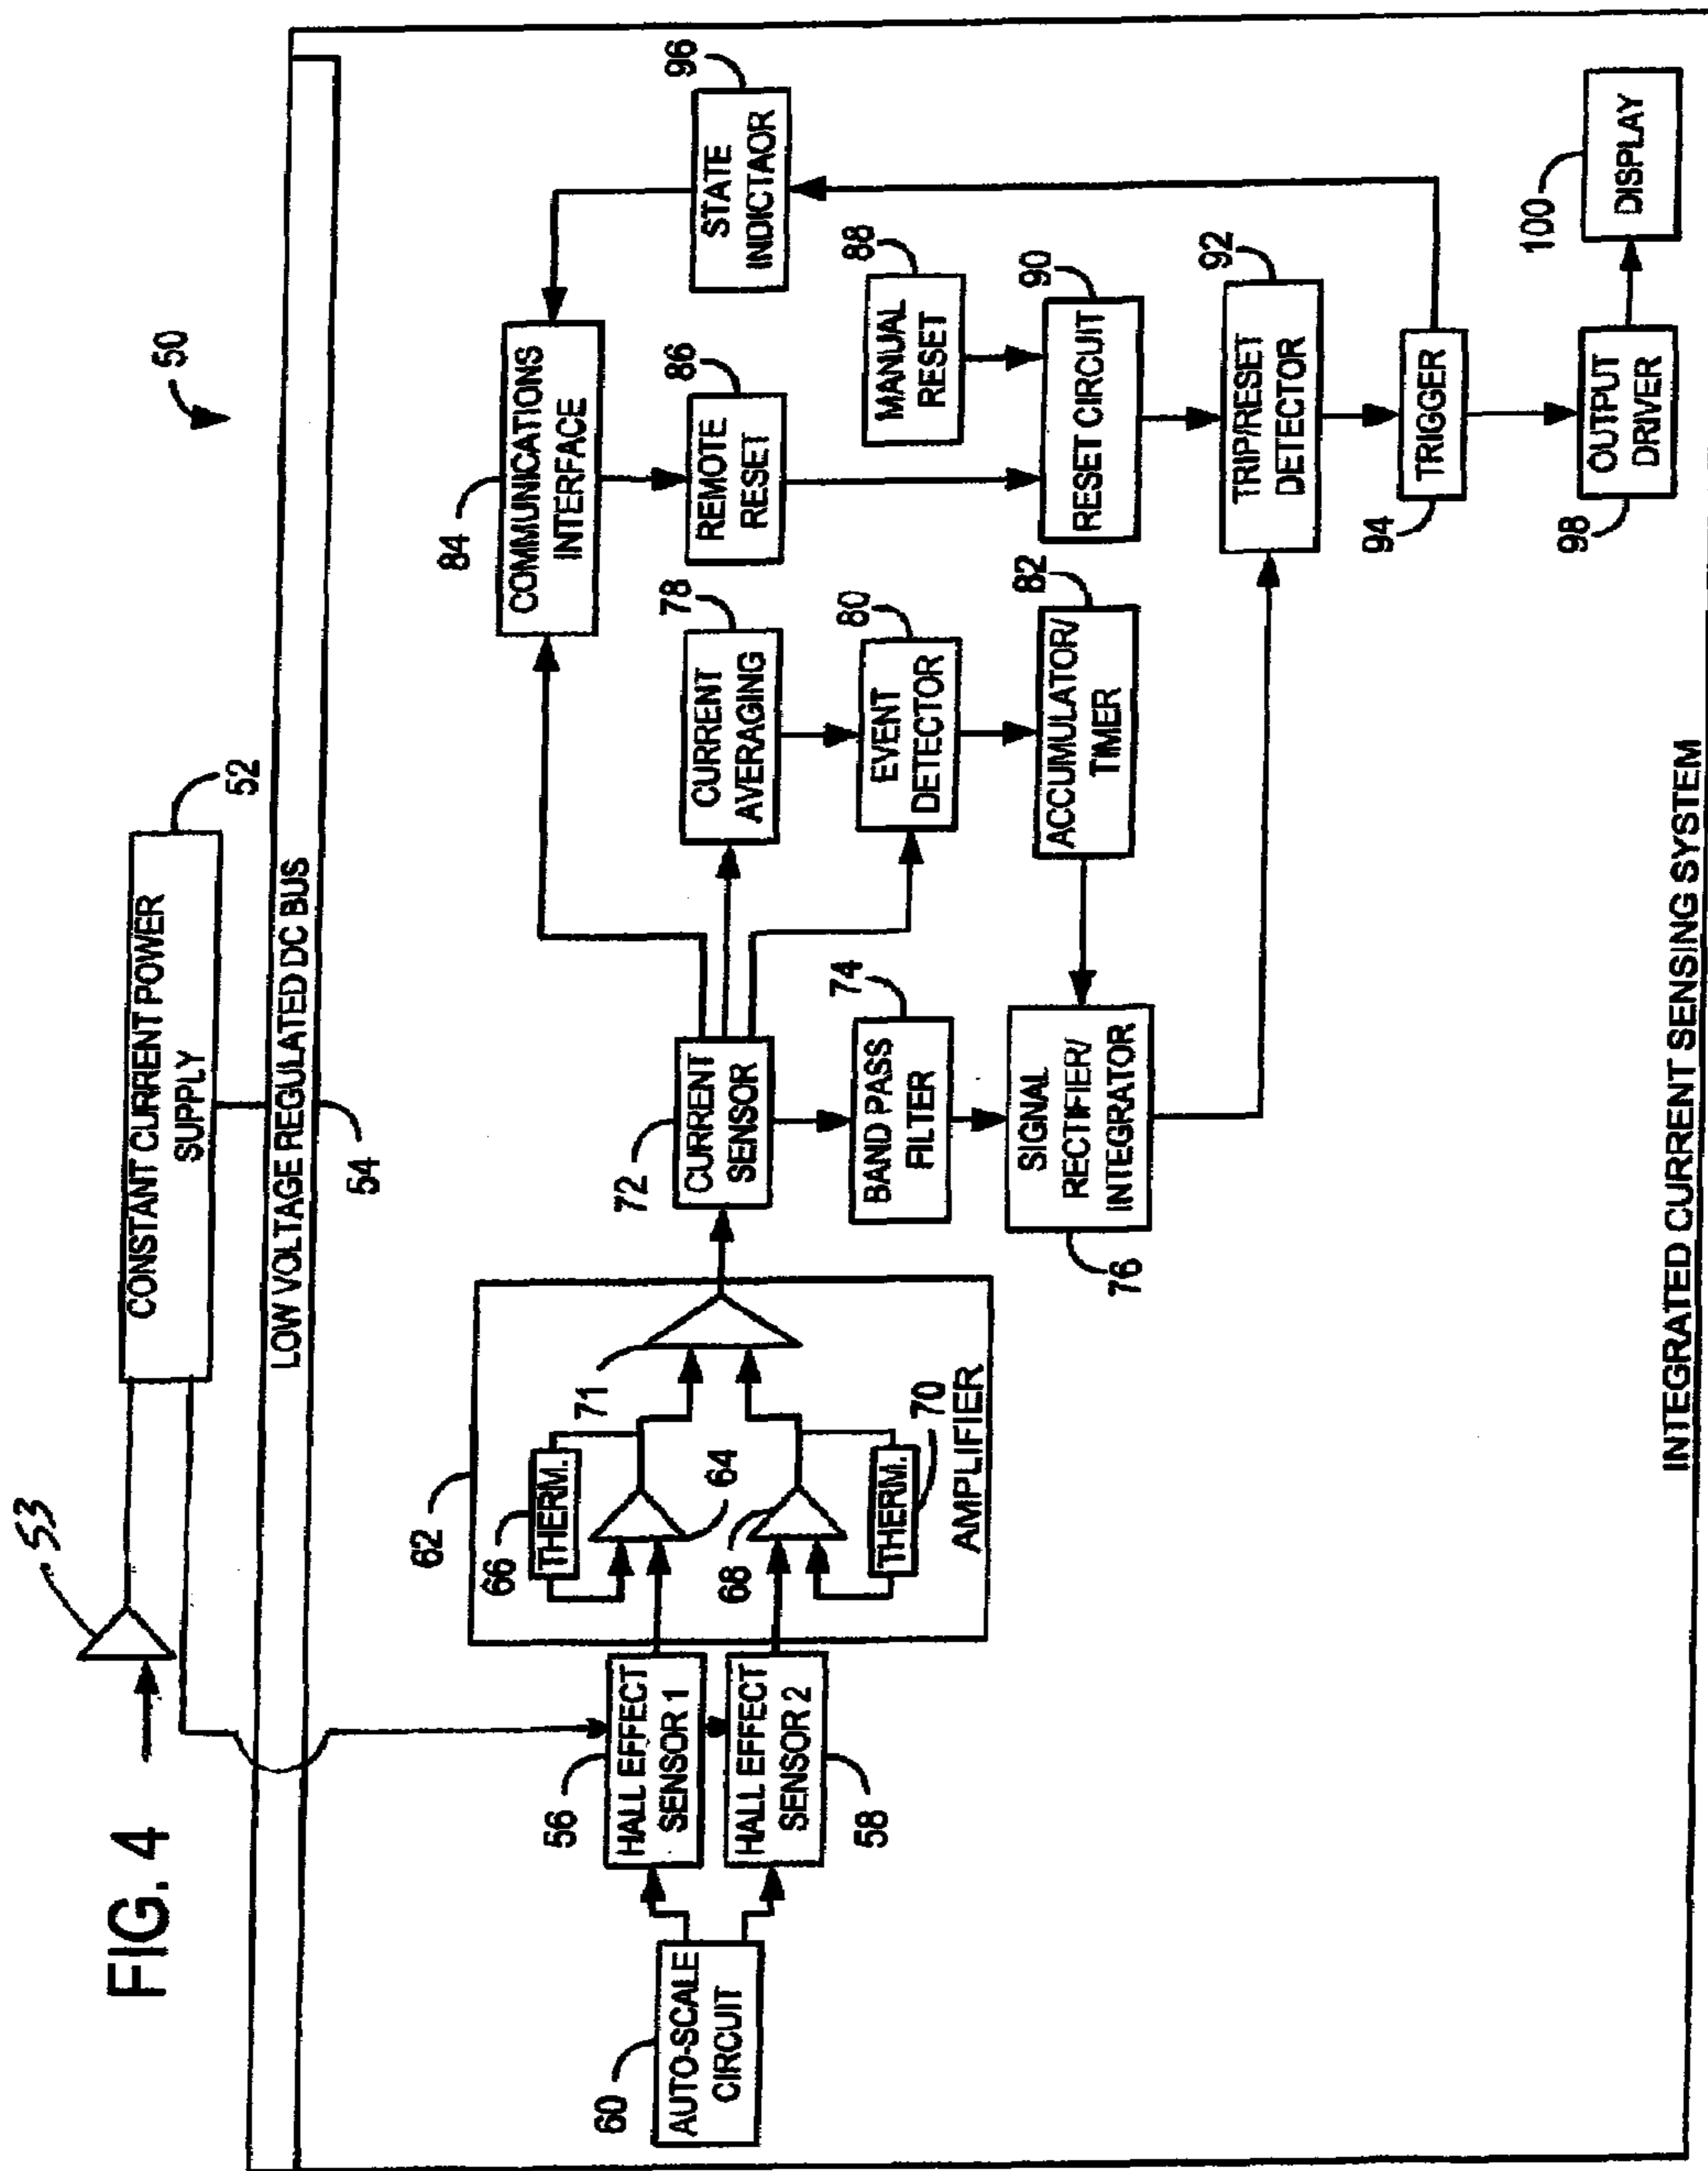 FIG. 4
53
CONSTANT CURRENT POWER
SUPPLY
52
50
LOW VOLTAGE REGULATED DC BUS
54
60
AUTO-SCALE
CIRCUIT
56
HALL EFFECT
SENSOR 1
HALL EFFECT
SENSOR 2
58
62
66
THERM.
64
68
THERM.
70
71
AMPLIFIER
72
CURRENT
SENSOR
BAND PASS
FILTER
74
SIGNAL
RECTIFIER/
INTEGRATOR
76
CURRENT
AVERAGING
78
EVENT
DETECTOR
80
ACCUMULATOR/
TIMER
82
84
COMMUNICATIONS
INTERFACE
REMOTE
RESET
86
MANUAL
RESET
88
RESET CIRCUIT
90
TRIP/RESET
DETECTOR
92
TRIGGER
94
STATE
INDICTAOR
96
OUTPUT
DRIVER
98
DISPLAY
100
INTEGRATED CURRENT SENSING SYSTEM